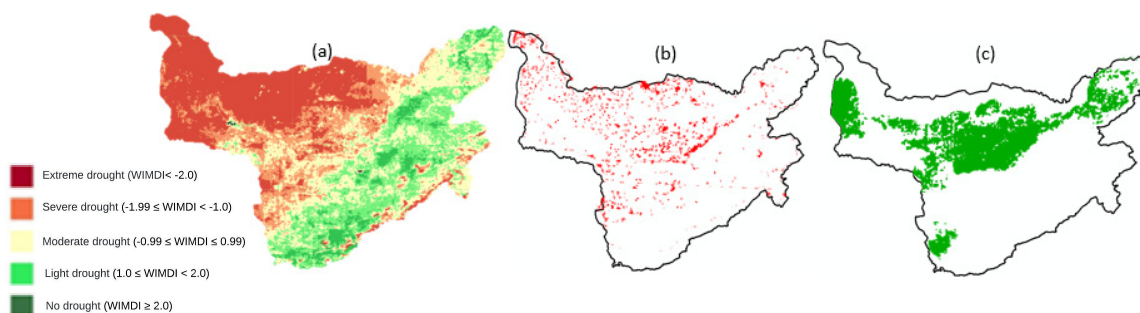 (a)
(b)
(c)
Extreme drought (WIMDI< -2.0)
Severe drought (-1.99 ≤ WIMDI < -1.0)
Moderate drought (-0.99 ≤ WIMDI ≤ 0.99)
Light drought (1.0 ≤ WIMDI < 2.0)
No drought (WIMDI ≥ 2.0)